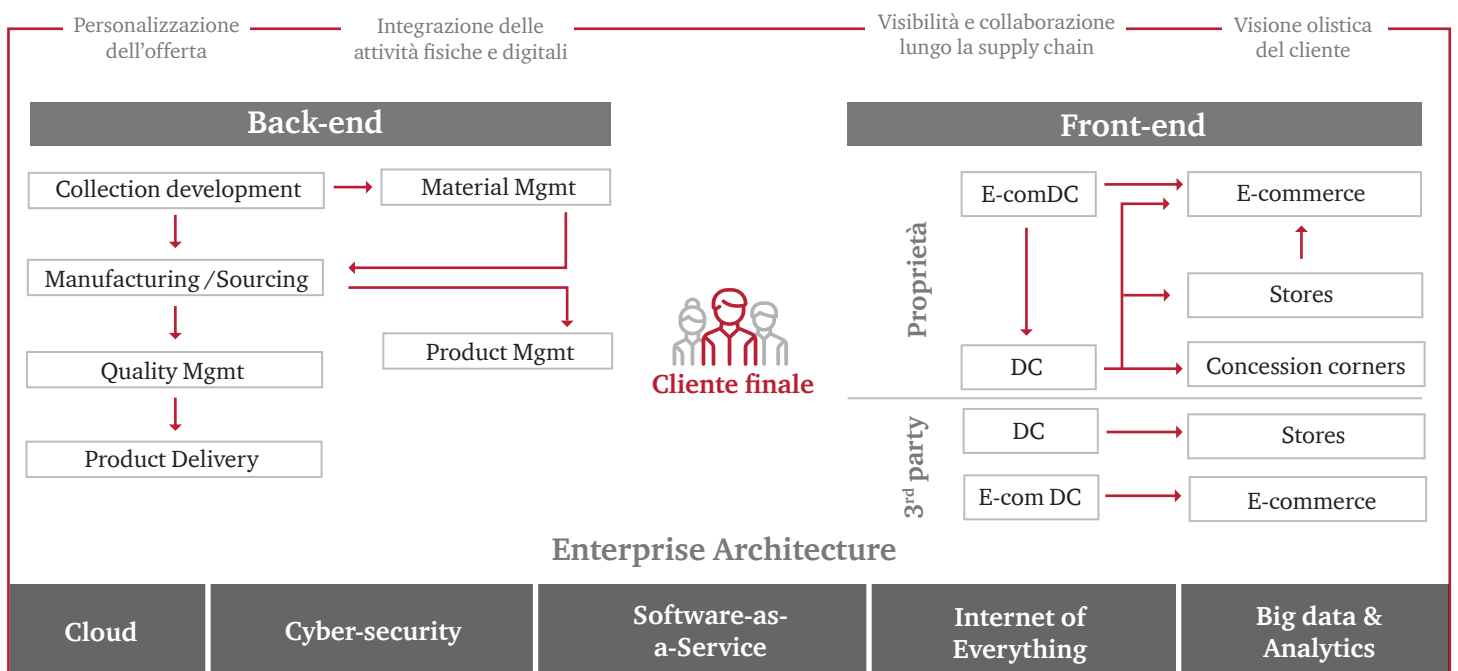 Personalizzazione
dell'offerta
Integrazione delle
attività fisiche e digitali
Visibilità e collaborazione
lungo la supply chain
Visione olistica
del cliente
Back-end
Collection development
Material Mgmt
Manufacturing / Sourcing
Quality Mgmt
Product Mgmt
Product Delivery
Cliente finale
Front-end
Proprietà
E-comDC
E-commerce
Stores
DC
Concession corners
3rd party
DC
Stores
E-com DC
E-commerce
Enterprise Architecture
Cloud
Cyber-security
Software-as-
a-Service
Internet of
Everything
Big data &
Analytics